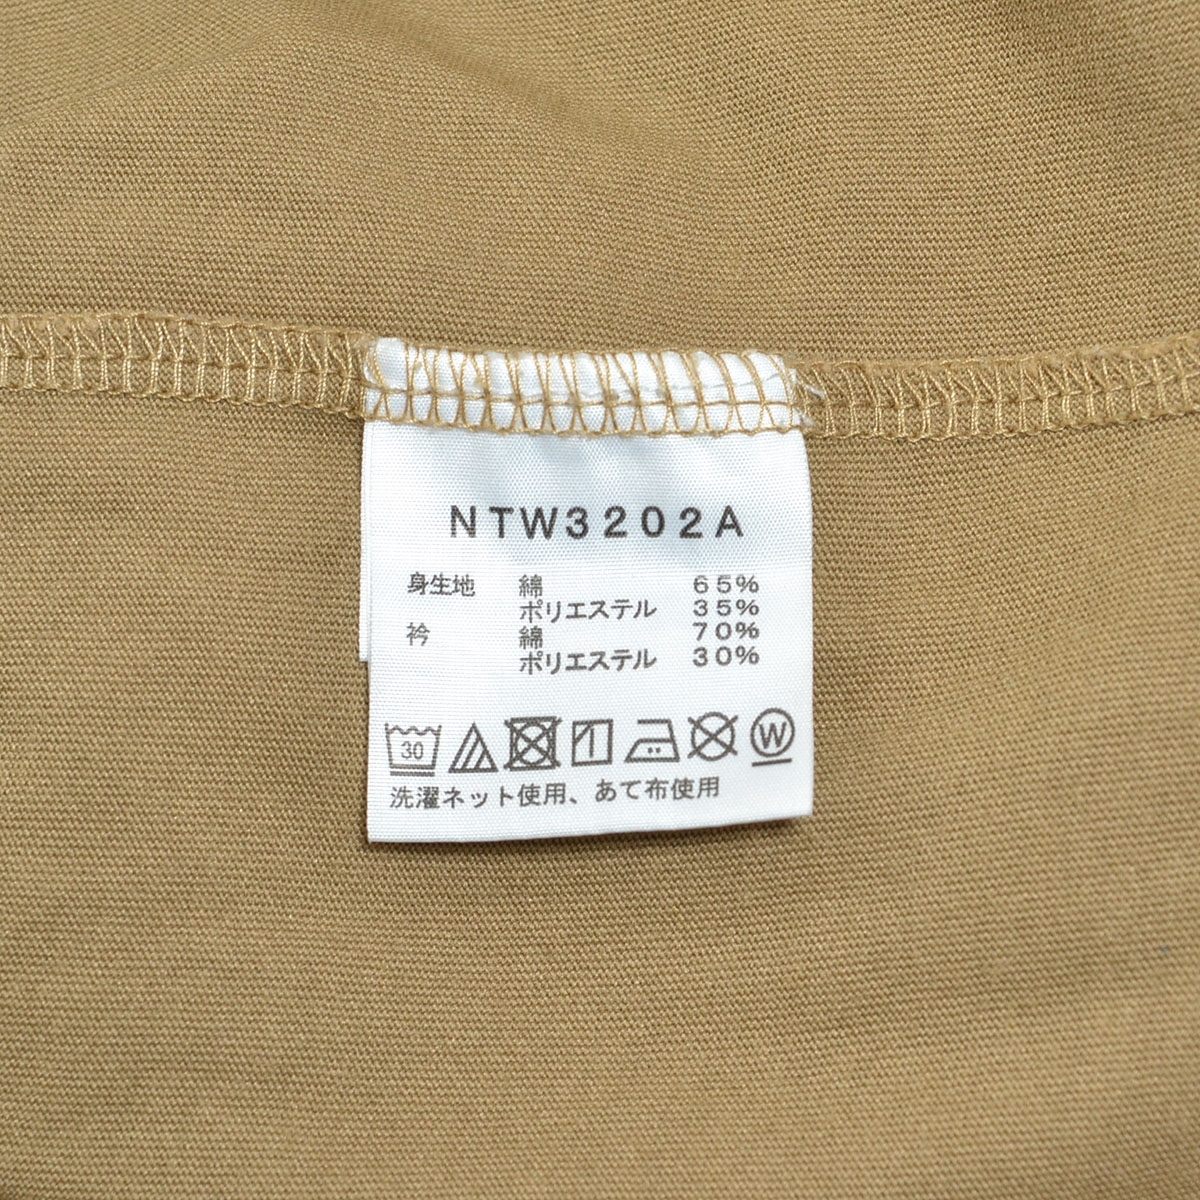 NTW3202A
身生地 綿 65%
ポリエステル 35%
衿 綿 70%
ポリエステル 30%
30 W
洗濯ネット使用、あて布使用